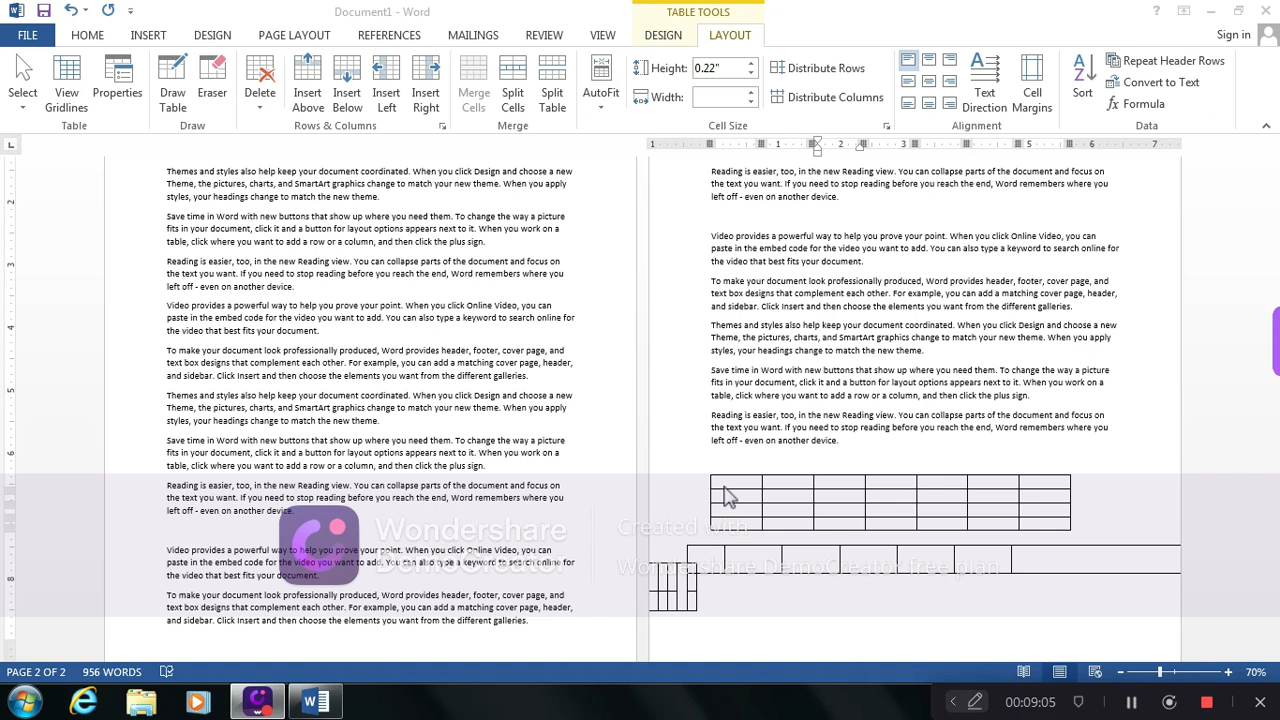 Document1 - Word
TABLE TOOLS
FILE HOME INSERT DESIGN PAGE LAYOUT REFERENCES MAILINGS REVIEW VIEW DESIGN LAYOUT Sign in
Select
View Gridlines
Properties
Draw Table
Eraser
Delete
Insert Above
Insert Below
Insert Left
Insert Right
Merge Cells
Split Cells
Split Table
AutoFit
Height: 0.22"
Width:
Distribute Rows
Distribute Columns
Text Direction
Cell Margins
Sort
Repeat Header Rows
Convert to Text
Formula
Table Draw Rows & Columns Merge Cell Size Alignment Data
1 1 2 3 5 6 7
2
3
4
5
6
8
Themes and styles also help keep your document coordinated. When you click Design and choose a new
Theme, the pictures, charts, and SmartArt graphics change to match your new theme. When you apply
styles, your headings change to match the new theme.
Save time in Word with new buttons that show up where you need them. To change the way a picture
fits in your document, click it and a button for layout options appears next to it. When you work on a
table, click where you want to add a row or a column, and then click the plus sign.
Reading is easier, too, in the new Reading view. You can collapse parts of the document and focus on
the text you want. If you need to stop reading before you reach the end, Word remembers where you
left off - even on another device.
Video provides a powerful way to help you prove your point. When you click Online Video, you can
paste in the embed code for the video you want to add. You can also type a keyword to search online for
the video that best fits your document.
To make your document look professionally produced, Word provides header, footer, cover page, and
text box designs that complement each other. For example, you can add a matching cover page, header,
and sidebar. Click Insert and then choose the elements you want from the different galleries.
Themes and styles also help keep your document coordinated. When you click Design and choose a new
Theme, the pictures, charts, and SmartArt graphics change to match your new theme. When you apply
styles, your headings change to match the new theme.
Save time in Word with new buttons that show up where you need them. To change the way a picture
fits in your document, click it and a button for layout options appears next to it. When you work on a
table, click where you want to add a row or a column, and then click the plus sign.
Reading is easier, too, in the new Reading view. You can collapse parts of the document and focus on
the text you want. If you need to stop reading before you reach the end, Word remembers where you
left off - even on another device.
Video provides a powerful way to help you prove your point. When you click Online Video, you can
paste in the embed code for the video you want to add. You can also type a keyword to search online for
the video that best fits your document.
To make your document look professionally produced, Word provides header, footer, cover page, and
text box designs that complement each other. For example, you can add a matching cover page, header,
and sidebar. Click Insert and then choose the elements you want from the different galleries.
Reading is easier, too, in the new Reading view. You can collapse parts of the document and focus on
the text you want. If you need to stop reading before you reach the end, Word remembers where you
left off - even on another device.
Video provides a powerful way to help you prove your point. When you click Online Video, you can
paste in the embed code for the video you want to add. You can also type a keyword to search online for
the video that best fits your document.
To make your document look professionally produced, Word provides header, footer, cover page, and
text box designs that complement each other. For example, you can add a matching cover page, header,
and sidebar. Click Insert and then choose the elements you want from the different galleries.
Themes and styles also help keep your document coordinated. When you click Design and choose a new
Theme, the pictures, charts, and SmartArt graphics change to match your new theme. When you apply
styles, your headings change to match the new theme.
Save time in Word with new buttons that show up where you need them. To change the way a picture
fits in your document, click it and a button for layout options appears next to it. When you work on a
table, click where you want to add a row or a column, and then click the plus sign.
Reading is easier, too, in the new Reading view. You can collapse parts of the document and focus on
the text you want. If you need to stop reading before you reach the end, Word remembers where you
left off - even on another device.
Wondershare
DemoCreator
Created with
Wondershare DemoCreator free plan
PAGE 2 OF 2 956 WORDS 70%
00:09:05